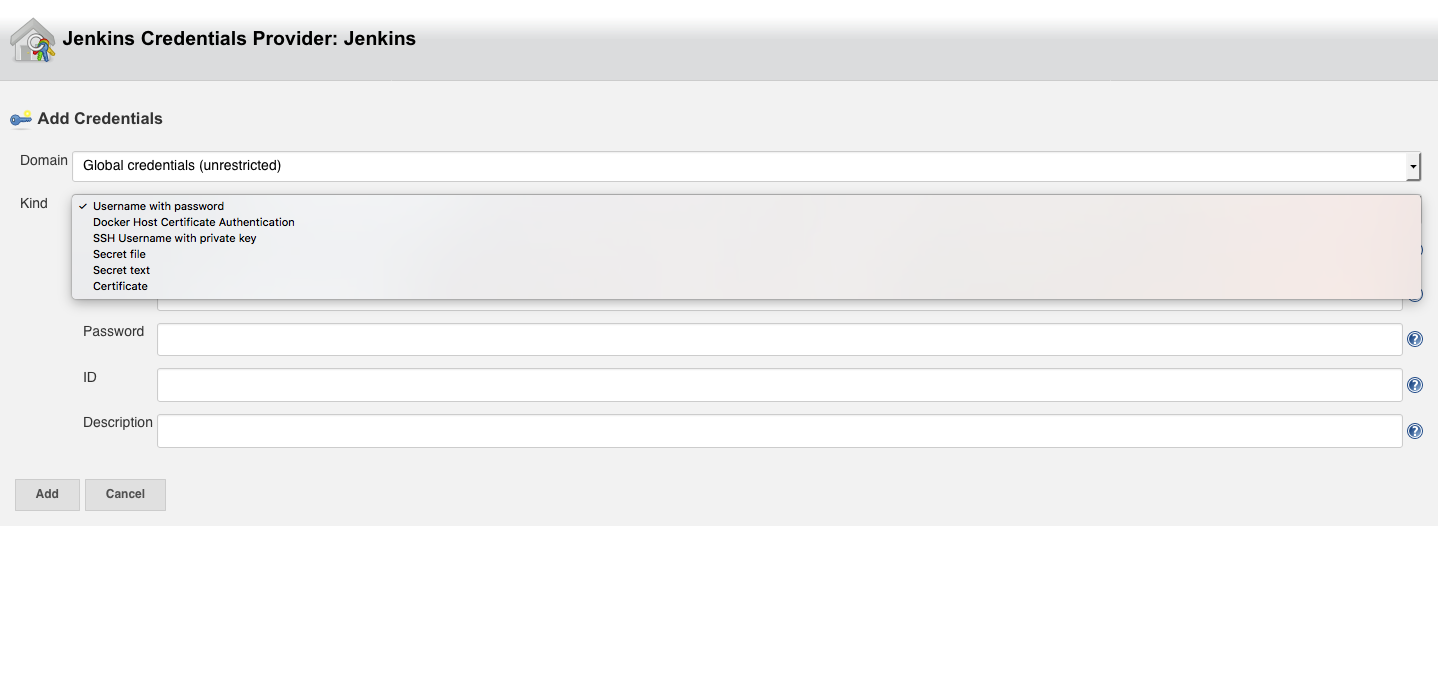 Jenkins Credentials Provider: Jenkins
Add Credentials
Domain
Global credentials (unrestricted)
Kind
✓ Username with password
Docker Host Certificate Authentication
SSH Username with private key
Secret file
Secret text
Certificate
Password
?
ID
?
Description
?
Add
Cancel